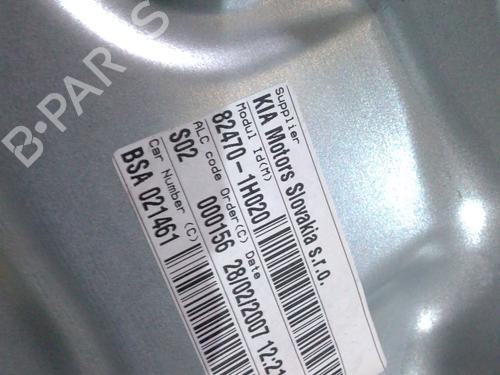 B-PARTS
Supplier
KIA Motors Slovakia s.r.o.
Modul Id(M)
82470-1H020
ALC code Order(C) Date
S02 000156 28/02/2007 12:21
Car Number (C)
BSA 021461